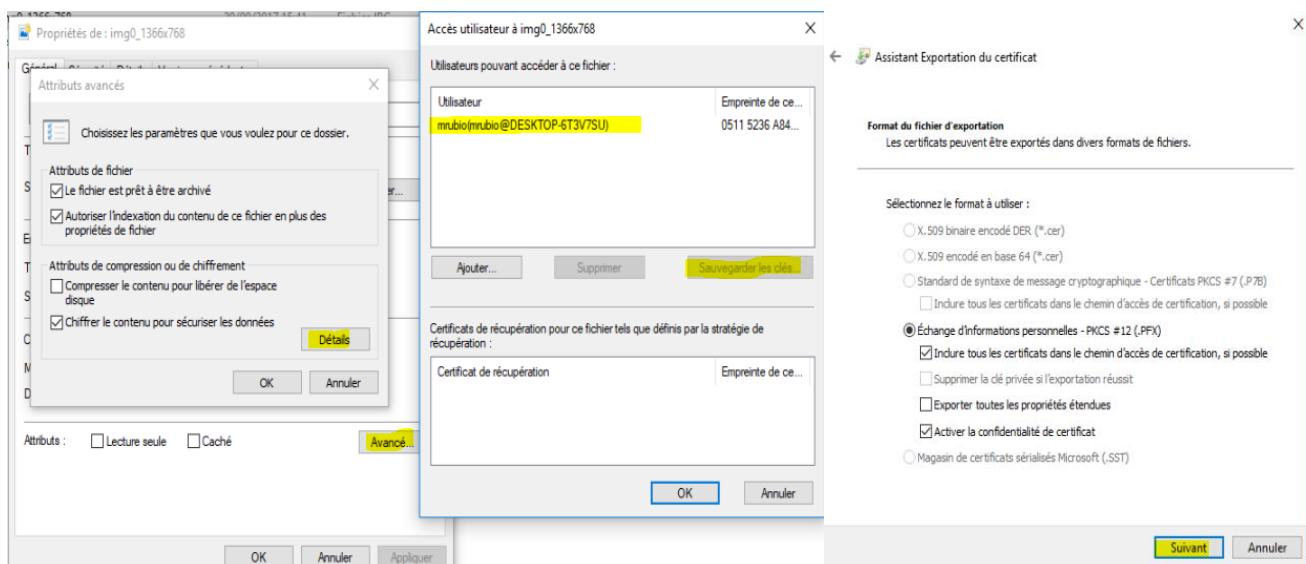 Propriétés de : img0_1366x768
Attributs avancés
Choisissez les paramètres que vous voulez pour ce dossier.
Attributs de fichier
Le fichier est prêt à être archivé
Autoriser l'indexation du contenu de ce fichier en plus des
propriétés de fichier
Attributs de compression ou de chiffrement
Compresser le contenu pour libérer de l'espace
disque
Chiffrer le contenu pour sécuriser les données
Détails
OK Annuler
Attributs : Lecture seule Caché Avancé...
OK Annuler Appliquer
Accès utilisateur à img0_1366x768
Utilisateurs pouvant accéder à ce fichier :
Utilisateur Empreinte de ce...
mrubio(mrubio@DESKTOP-6T3V7SU) 0511 5236 A84...
Ajouter... Supprimer Sauvegarder les clés...
Certificats de récupération pour ce fichier tels que définis par la stratégie de
récupération :
Certificat de récupération Empreinte de ce...
OK Annuler
Assistant Exportation du certificat
Format du fichier d'exportation
Les certificats peuvent être exportés dans divers formats de fichiers.
Sélectionnez le format à utiliser :
X.509 binaire encodé DER (*.cer)
X.509 encodé en base 64 (*.cer)
Standard de syntaxe de message cryptographique - Certificats PKCS #7 (.P7B)
Inclure tous les certificats dans le chemin d'accès de certification, si possible
Échange d'informations personnelles - PKCS #12 (.PFX)
Inclure tous les certificats dans le chemin d'accès de certification, si possible
Supprimer la clé privée si l'exportation réussit
Exporter toutes les propriétés étendues
Activer la confidentialité de certificat
Magasin de certificats sérialisés Microsoft (.SST)
Suivant Annuler